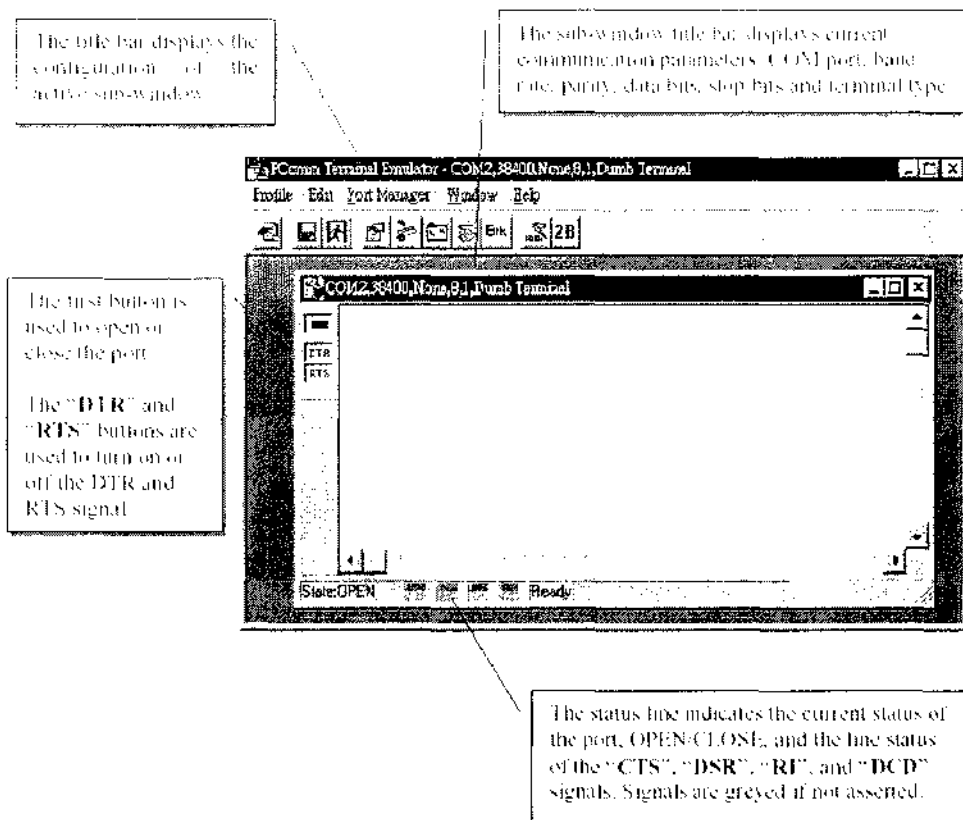 The title bar displays the
configuration of the
active sub-window
The sub-window title bar displays current
communication parameters: COM port, baud
rate, parity, data bits, stop bits and terminal type
PComm Terminal Emulator - COM2,38400,None,8,1,Dumb Terminal
Profile Edit Port Manager Window Help
Brk 2B
COM2,38400,None,8,1,Dumb Terminal
DTR
RTS
The first button is
used to open or
close the port
The “DTR” and
“RTS” buttons are
used to turn on or
off the DTR and
RTS signal
State:OPEN Ready
The status line indicates the current status of
the port, OPEN/CLOSE, and the line status
of the “CTS”, “DSR”, “RI”, and “DCD”
signals. Signals are greyed if not asserted.